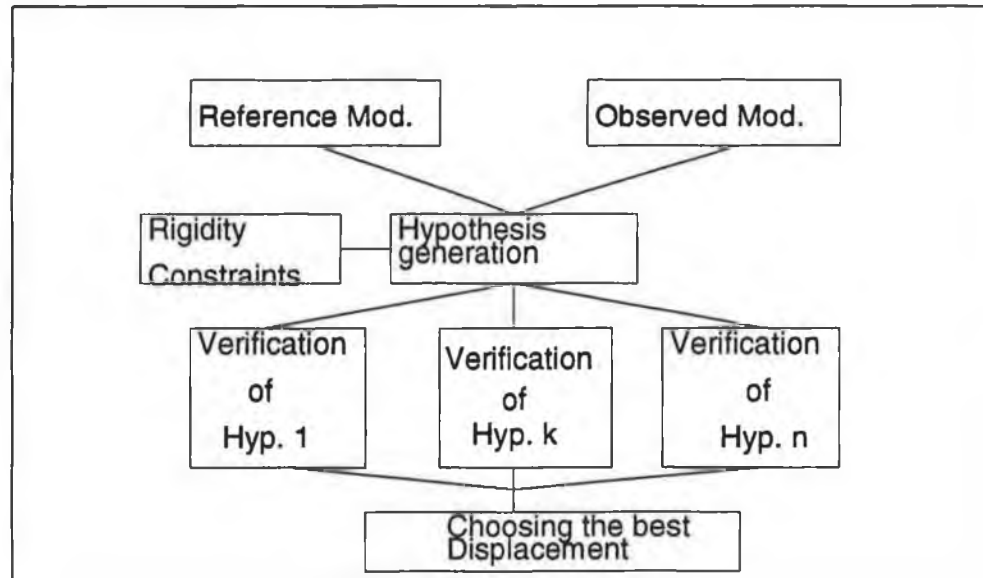 Reference Mod.
Observed Mod.
Rigidity
Constraints
Hypothesis
generation
Verification
of
Hyp. 1
Verification
of
Hyp. k
Verification
of
Hyp. n
Choosing the best
Displacement